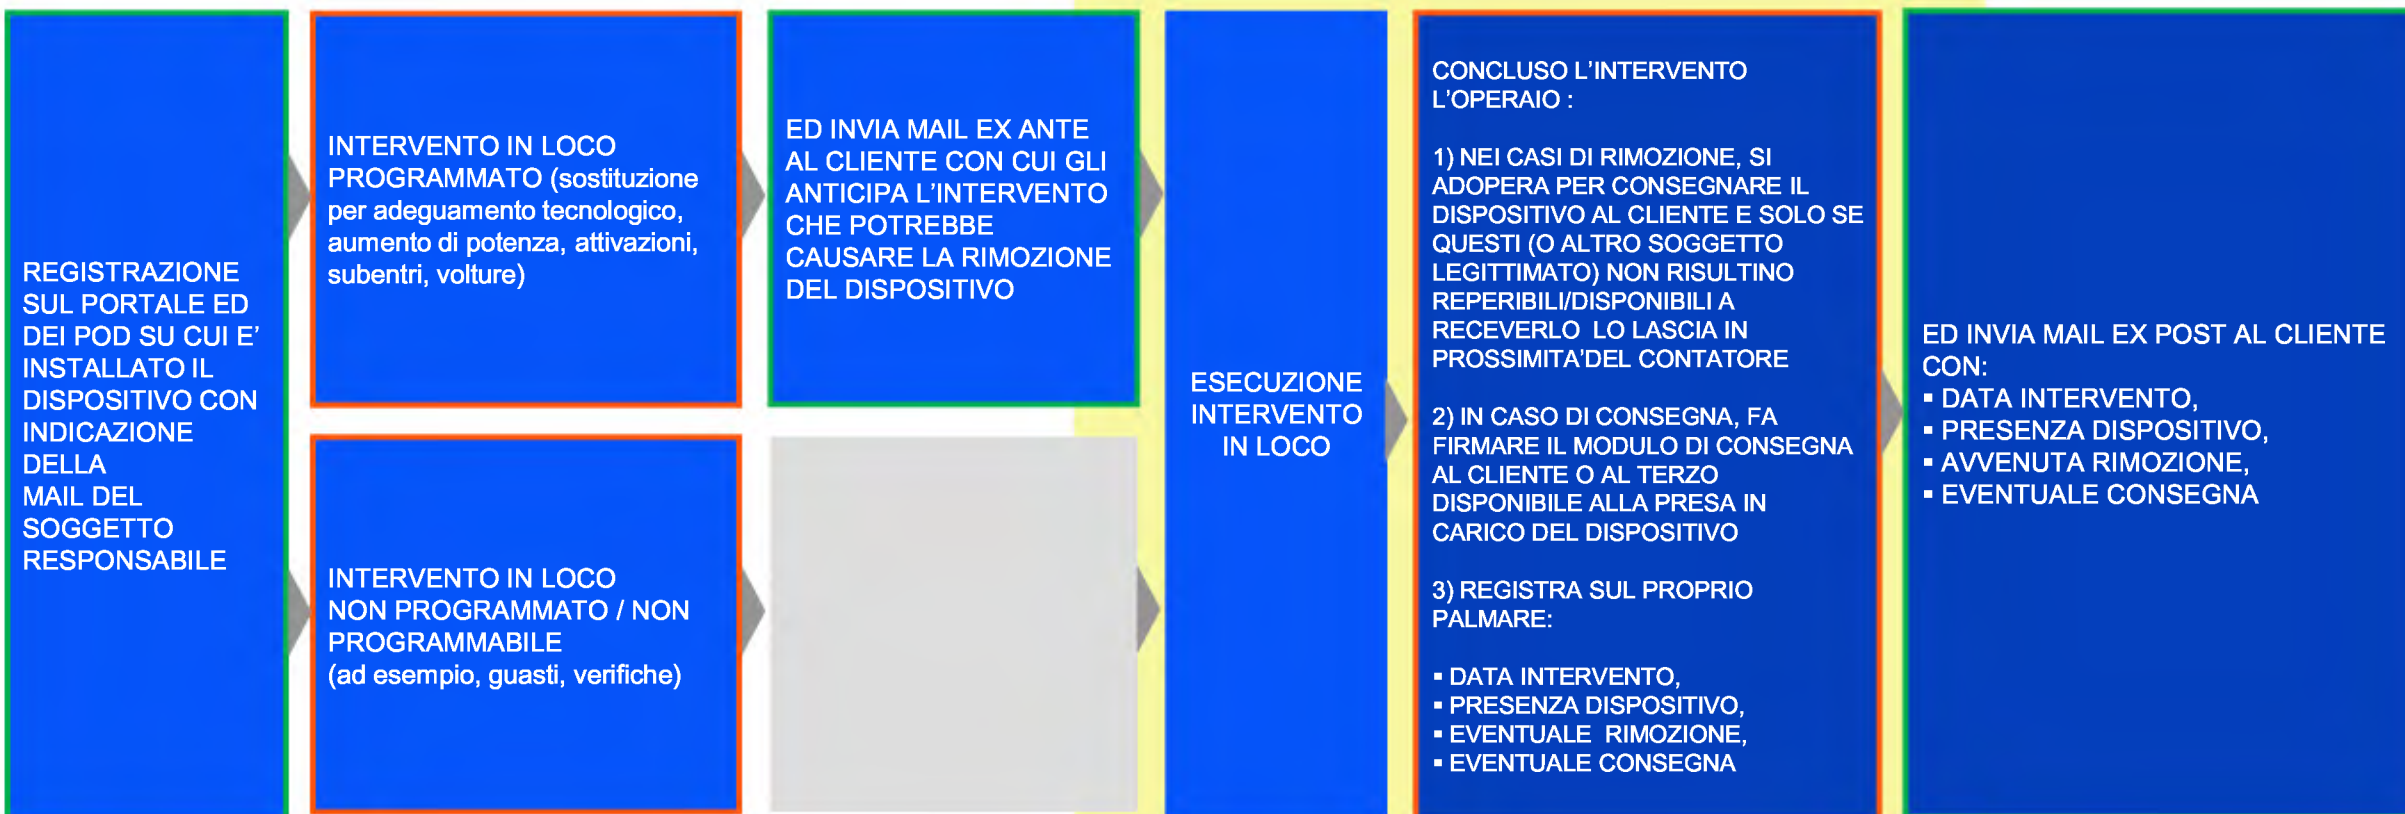 REGISTRAZIONE
SUL PORTALE ED
DEI POD SU CUI E'
INSTALLATO IL
DISPOSITIVO CON
INDICAZIONE
DELLA
MAIL DEL
SOGGETTO
RESPONSABILE
INTERVENTO IN LOCO
PROGRAMMATO (sostituzione
per adeguamento tecnologico,
aumento di potenza, attivazioni,
subentri, volture)
INTERVENTO IN LOCO
NON PROGRAMMATO / NON
PROGRAMMABILE
(ad esempio, guasti, verifiche)
ED INVIA MAIL EX ANTE
AL CLIENTE CON CUI GLI
ANTICIPA L'INTERVENTO
CHE POTREBBE
CAUSARE LA RIMOZIONE
DEL DISPOSITIVO
ESECUZIONE
INTERVENTO
IN LOCO
CONCLUSO L'INTERVENTO
L'OPERAIO :
1) NEI CASI DI RIMOZIONE, SI
ADOPERA PER CONSEGNARE IL
DISPOSITIVO AL CLIENTE E SOLO SE
QUESTI (O ALTRO SOGGETTO
LEGITTIMATO) NON RISULTINO
REPERIBILI/DISPONIBILI A
RECEVERLO  LO LASCIA IN
PROSSIMITA'DEL CONTATORE
2) IN CASO DI CONSEGNA, FA
FIRMARE IL MODULO DI CONSEGNA
AL CLIENTE O AL TERZO
DISPONIBILE ALLA PRESA IN
CARICO DEL DISPOSITIVO
3) REGISTRA SUL PROPRIO
PALMARE:
▪ DATA INTERVENTO,
▪ PRESENZA DISPOSITIVO,
▪ EVENTUALE  RIMOZIONE,
▪ EVENTUALE CONSEGNA
ED INVIA MAIL EX POST AL CLIENTE
CON:
▪ DATA INTERVENTO,
▪ PRESENZA DISPOSITIVO,
▪ AVVENUTA RIMOZIONE,
▪ EVENTUALE CONSEGNA